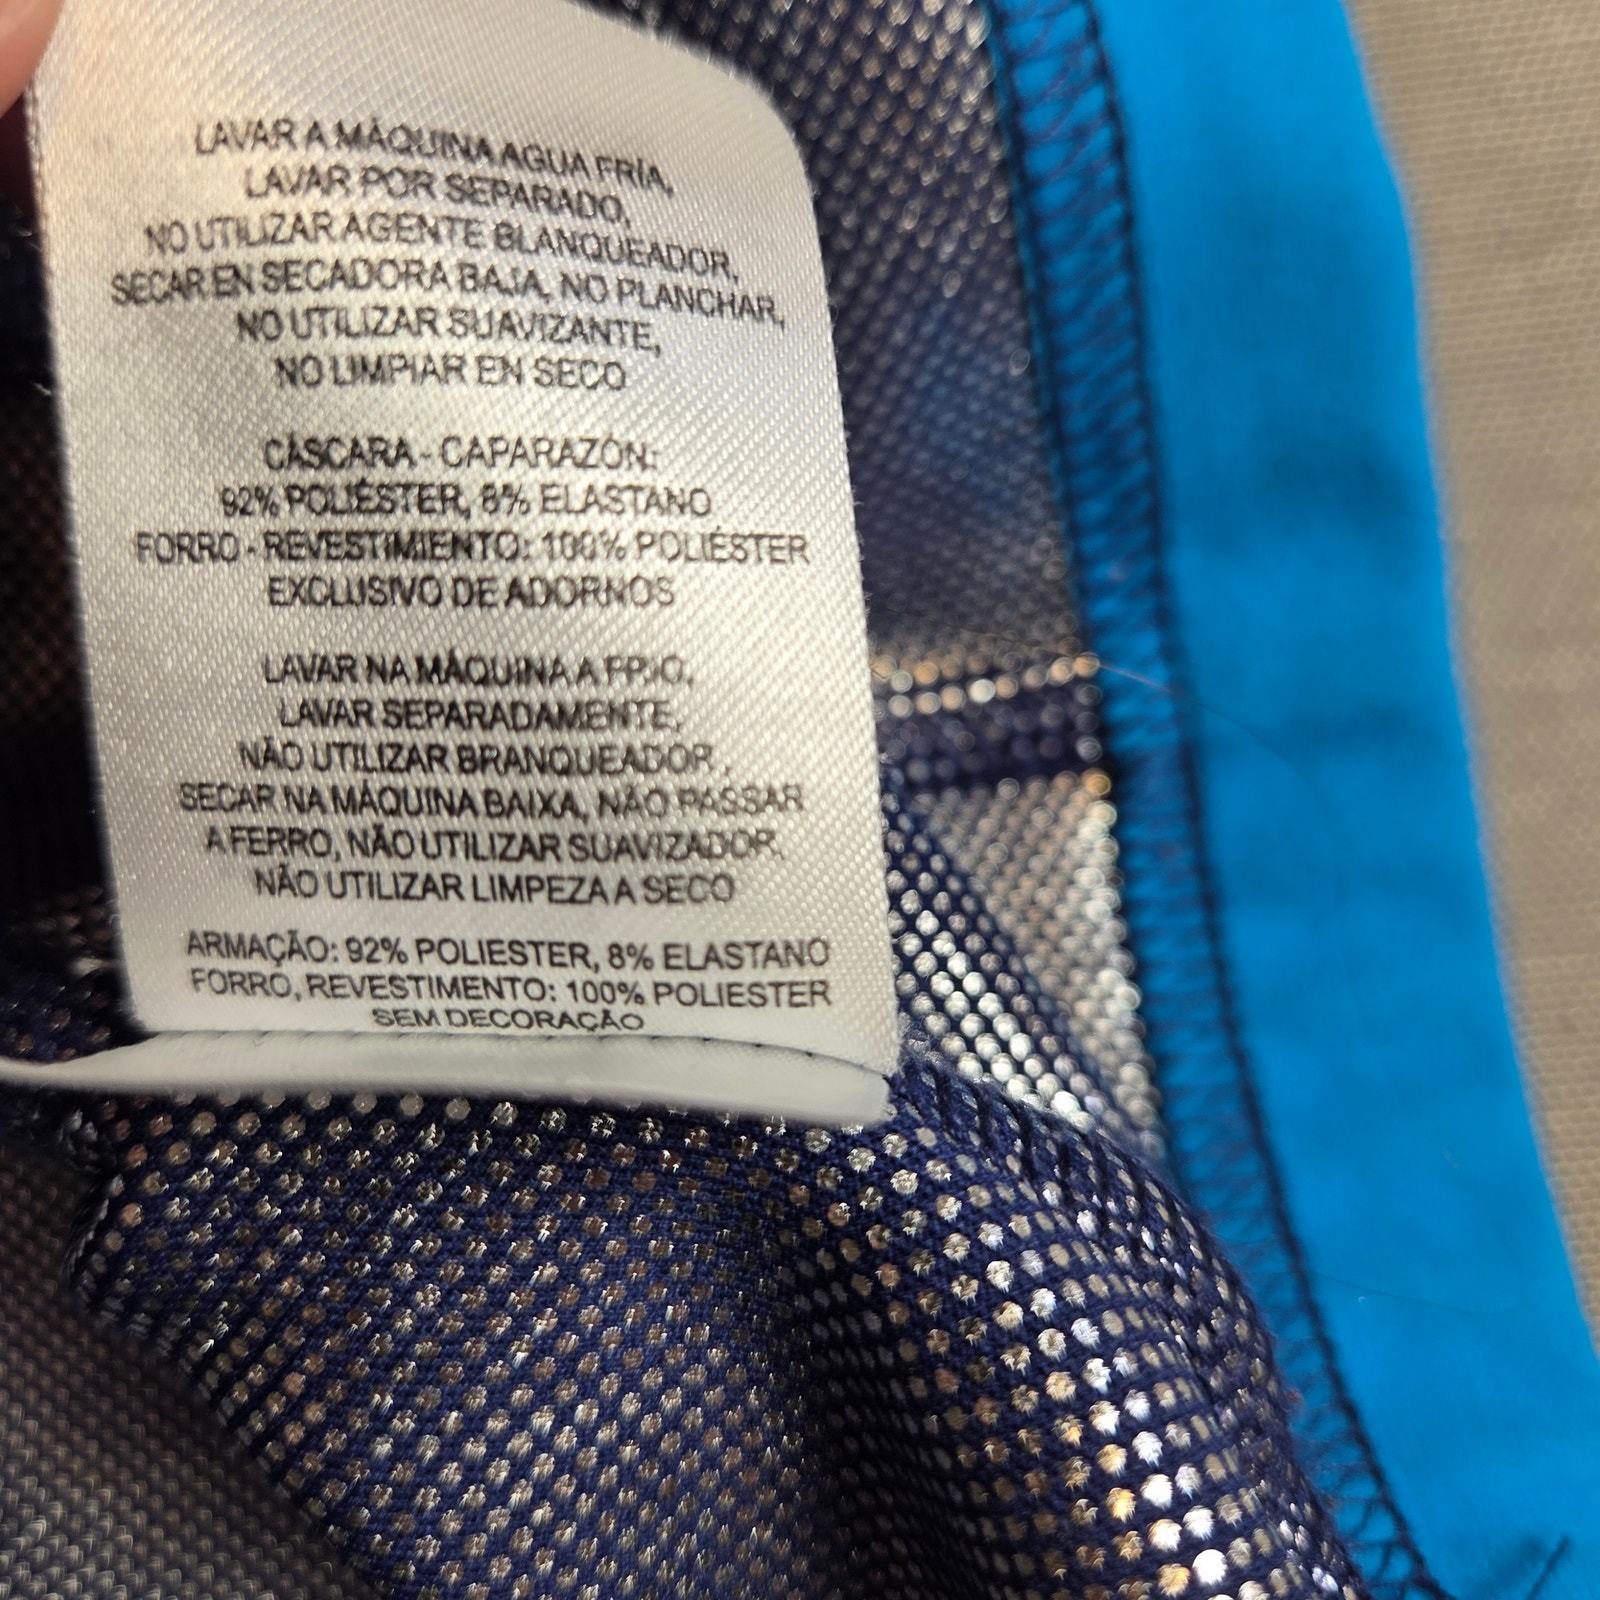 LAVAR A MÁQUINA AGUA FRÍA,
LAVAR POR SEPARADO,
NO UTILIZAR AGENTE BLANQUEADOR,
SECAR EN SECADORA BAJA, NO PLANCHAR,
NO UTILIZAR SUAVIZANTE,
NO LIMPIAR EN SECO
CÁSCARA - CAPARAZÓN:
92% POLIÉSTER, 8% ELASTANO
FORRO - REVESTIMIENTO: 100% POLIÉSTER
EXCLUSIVO DE ADORNOS
LAVAR NA MÁQUINA A FRIO,
LAVAR SEPARADAMENTE,
NÃO UTILIZAR BRANQUEADOR,
SECAR NA MÁQUINA BAIXA, NÃO PASSAR
A FERRO, NÃO UTILIZAR SUAVIZADOR,
NÃO UTILIZAR LIMPEZA A SECO
ARMAÇÃO: 92% POLIESTER, 8% ELASTANO
FORRO, REVESTIMENTO: 100% POLIESTER
SEM DECORAÇÃO